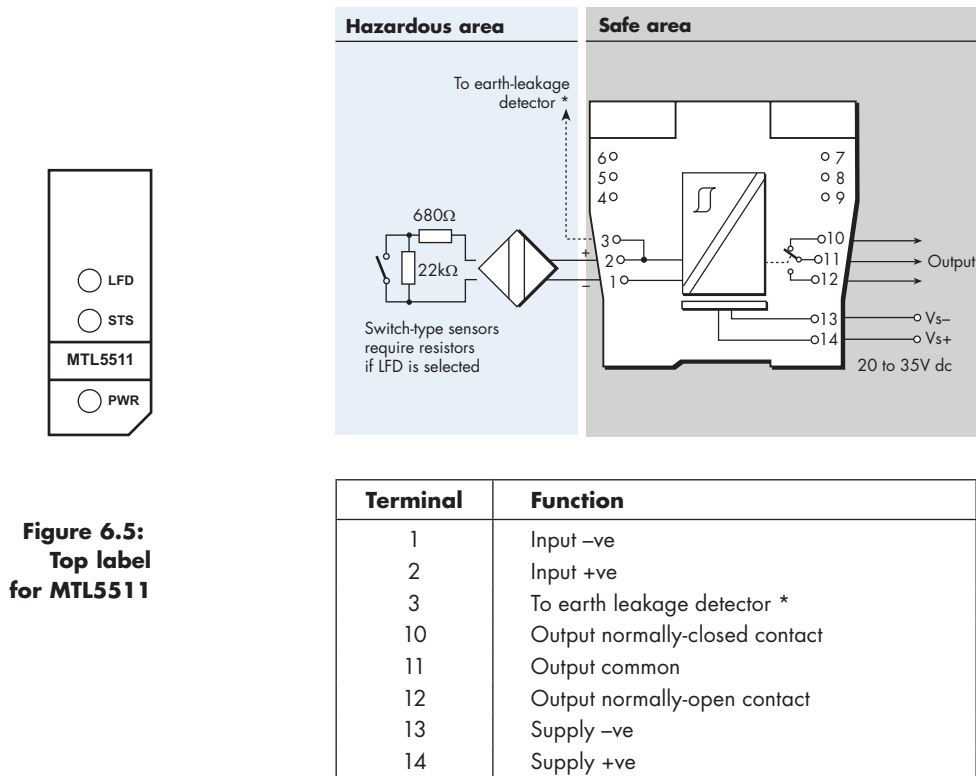 Hazardous area
Safe area
To earth-leakage
detector *
6
5
4
3
2
1
+
–
7
8
9
10
11
12
13
14
Output
Vs–
Vs+
20 to 35V dc
680Ω
22kΩ
Switch-type sensors
require resistors
if LFD is selected
LFD
STS
MTL5511
PWR
Figure 6.5:
Top label
for MTL5511
Terminal Function
1 Input –ve
2 Input +ve
3 To earth leakage detector *
10 Output normally-closed contact
11 Output common
12 Output normally-open contact
13 Supply –ve
14 Supply +ve